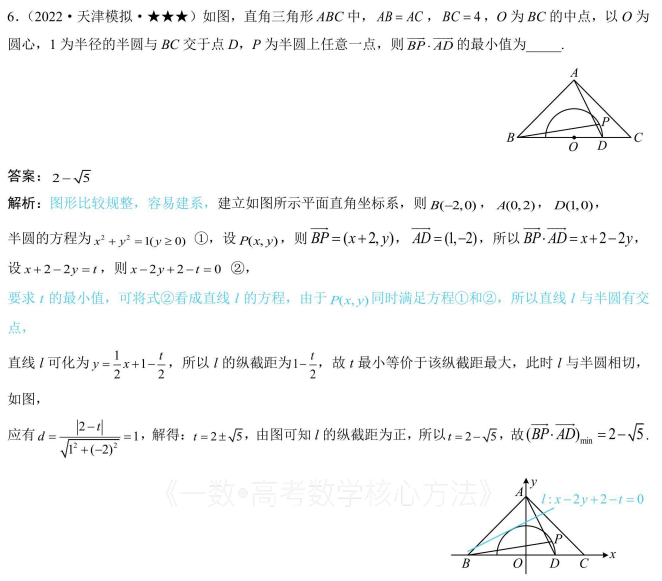 6.（2022·天津模拟·★★★）如图，直角三角形 ABC 中， AB = AC ， BC = 4 ，O 为 BC 的中点，以 O 为
圆心，1 为半径的半圆与 BC 交于点 D，P 为半圆上任意一点，则 $\overrightarrow{BP}\cdot\overrightarrow{AD}$ 的最小值为_____.
A
P
B
O
D
C
答案： $2-\sqrt{5}$
解析：图形比较规整，容易建系，建立如图所示平面直角坐标系，则 B(−2,0) ， A(0,2) ， D(1,0) ，
半圆的方程为 $x^2+y^2=1(y\geq 0)$ ①，设 P(x,y) ，则 $\overrightarrow{BP}=(x+2,y)$ ， $\overrightarrow{AD}=(1,-2)$ ，所以 $\overrightarrow{BP}\cdot\overrightarrow{AD}=x+2-2y$ ，
设 x + 2 − 2y = t ，则 x − 2y + 2 − t = 0 ②，
要求 t 的最小值，可将式②看成直线 l 的方程，由于 P(x,y) 同时满足方程①和②，所以直线 l 与半圆有交
点，
直线 l 可化为 $y=\frac{1}{2}x+1-\frac{t}{2}$ ，所以 l 的纵截距为 $1-\frac{t}{2}$ ，故 t 最小等价于该纵截距最大，此时 l 与半圆相切，
如图，
应有 $d=\frac{|2-t|}{\sqrt{1^2+(-2)^2}}=1$ ，解得： $t=2\pm\sqrt{5}$ ，由图可知 l 的纵截距为正，所以 $t=2-\sqrt{5}$ ，故 $(\overrightarrow{BP}\cdot\overrightarrow{AD})_{\min}=2-\sqrt{5}$ .
《一数•高考数学核心方法》
y
A
l : x − 2y + 2 − t = 0
P
B
O
D
C
x